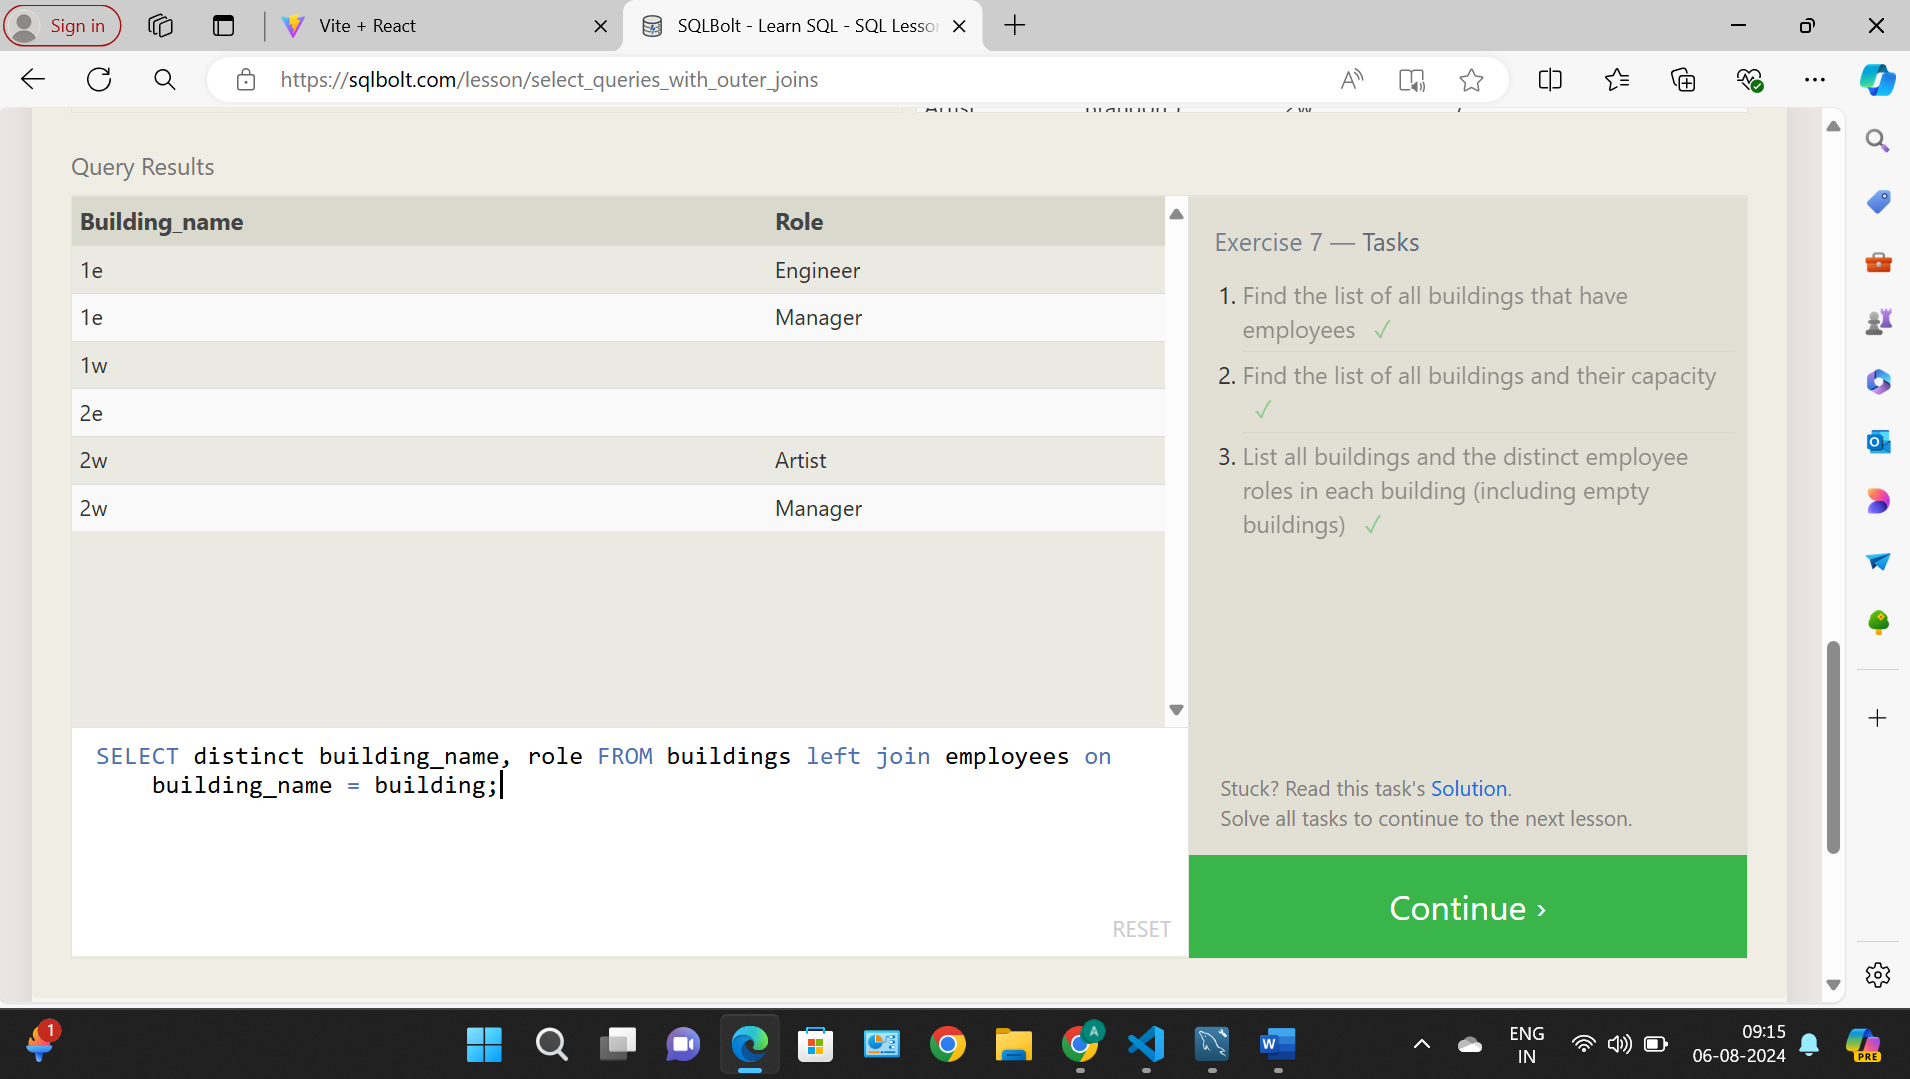 Sign in
Vite + React
SQLBolt - Learn SQL - SQL Lesso
https://sqlbolt.com/lesson/select_queries_with_outer_joins
Query Results
Building_name Role
1e Engineer
1e Manager
1w
2e
2w Artist
2w Manager
Exercise 7 — Tasks
1. Find the list of all buildings that have
employees ✓
2. Find the list of all buildings and their capacity
✓
3. List all buildings and the distinct employee
roles in each building (including empty
buildings) ✓
SELECT distinct building_name, role FROM buildings left join employees on
building_name = building;
RESET
Stuck? Read this task's Solution.
Solve all tasks to continue to the next lesson.
Continue ›
1
A
W
ENG
IN
09:15
06-08-2024
PRE